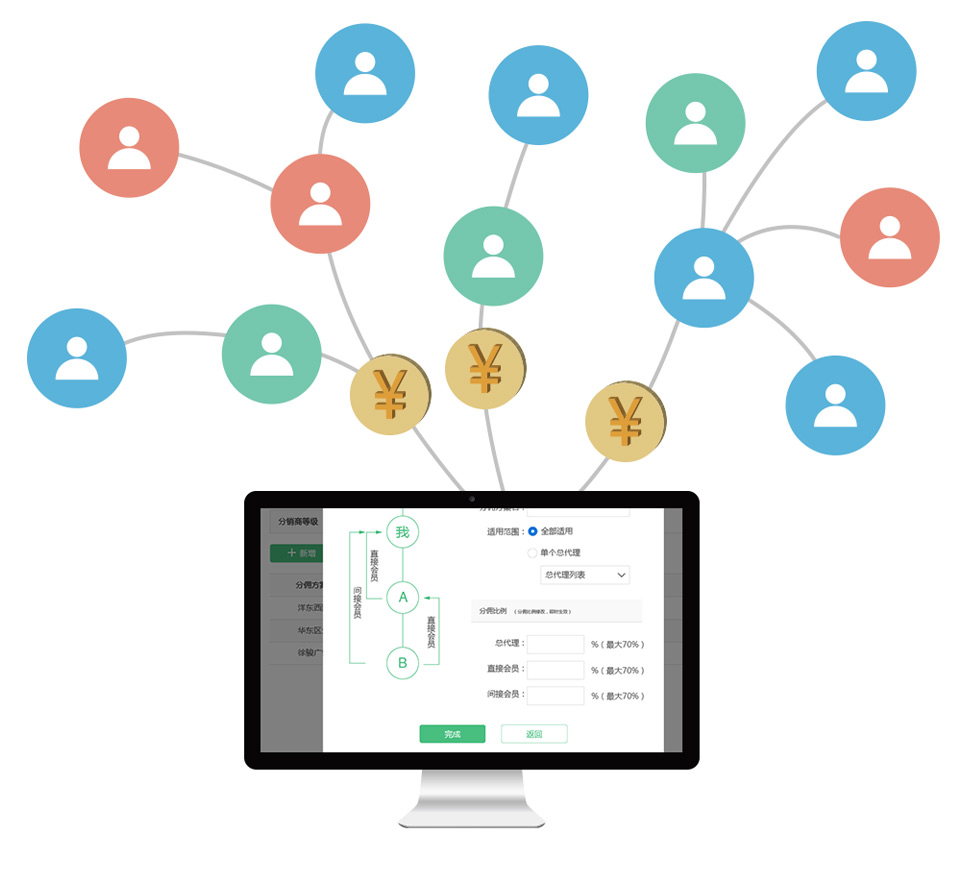 ¥
¥
¥
分销商等级
新增
分佣方案
洋东西
华东区
徐骏广
我
直接会员
间接会员
A
直接会员
B
适用范围：
全部适用
单个总代理
总代理列表
分佣比例
总代理：
%（最大70%）
直接会员：
%（最大70%）
间接会员：
%（最大70%）
完成
返回